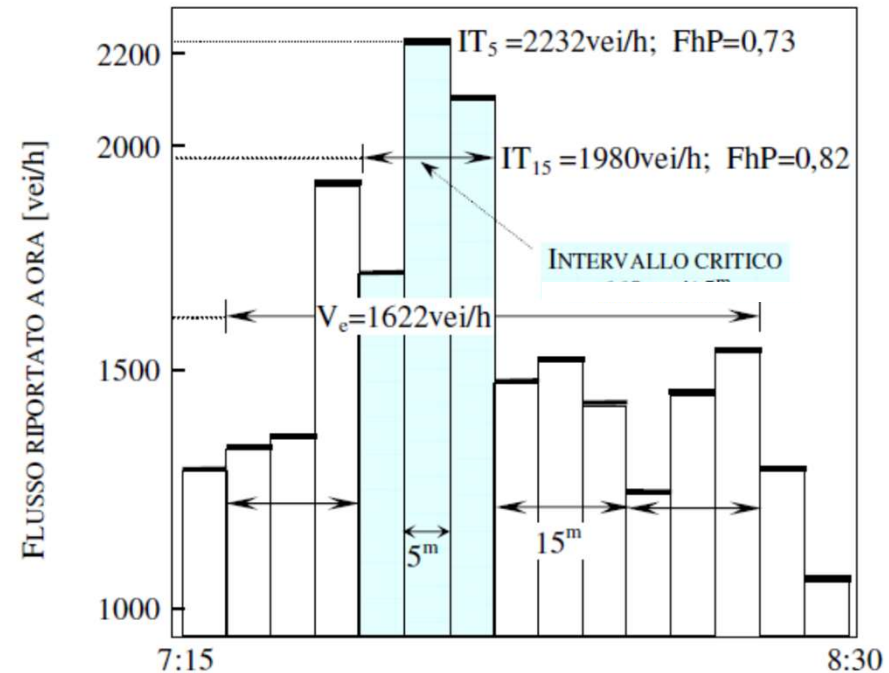 2200
IT5 =2232vei/h; FhP=0,73
2000
IT15 =1980vei/h; FhP=0,82
INTERVALLO CRITICO
Ve=1622vei/h
1500
15m
5m
1000
7:15
8:30
FLUSSO RIPORTATO A ORA [vei/h]